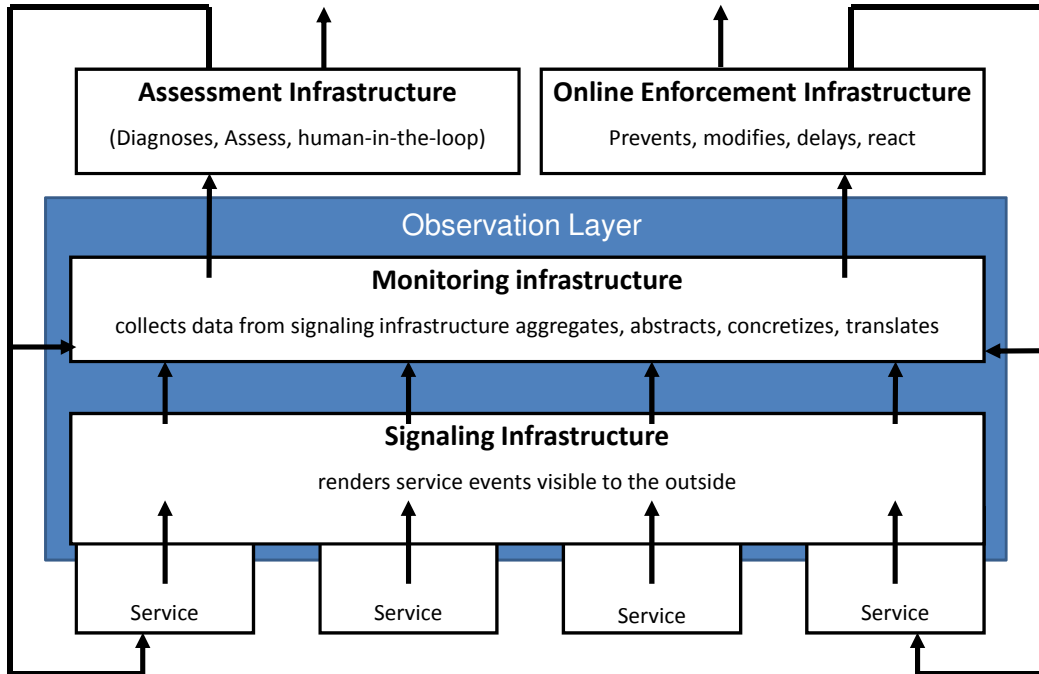 Assessment Infrastructure
(Diagnoses, Assess, human-in-the-loop)
Online Enforcement Infrastructure
Prevents, modifies, delays, react
Observation Layer
Monitoring infrastructure
collects data from signaling infrastructure aggregates, abstracts, concretizes, translates
Signaling Infrastructure
renders service events visible to the outside
Service
Service
Service
Service